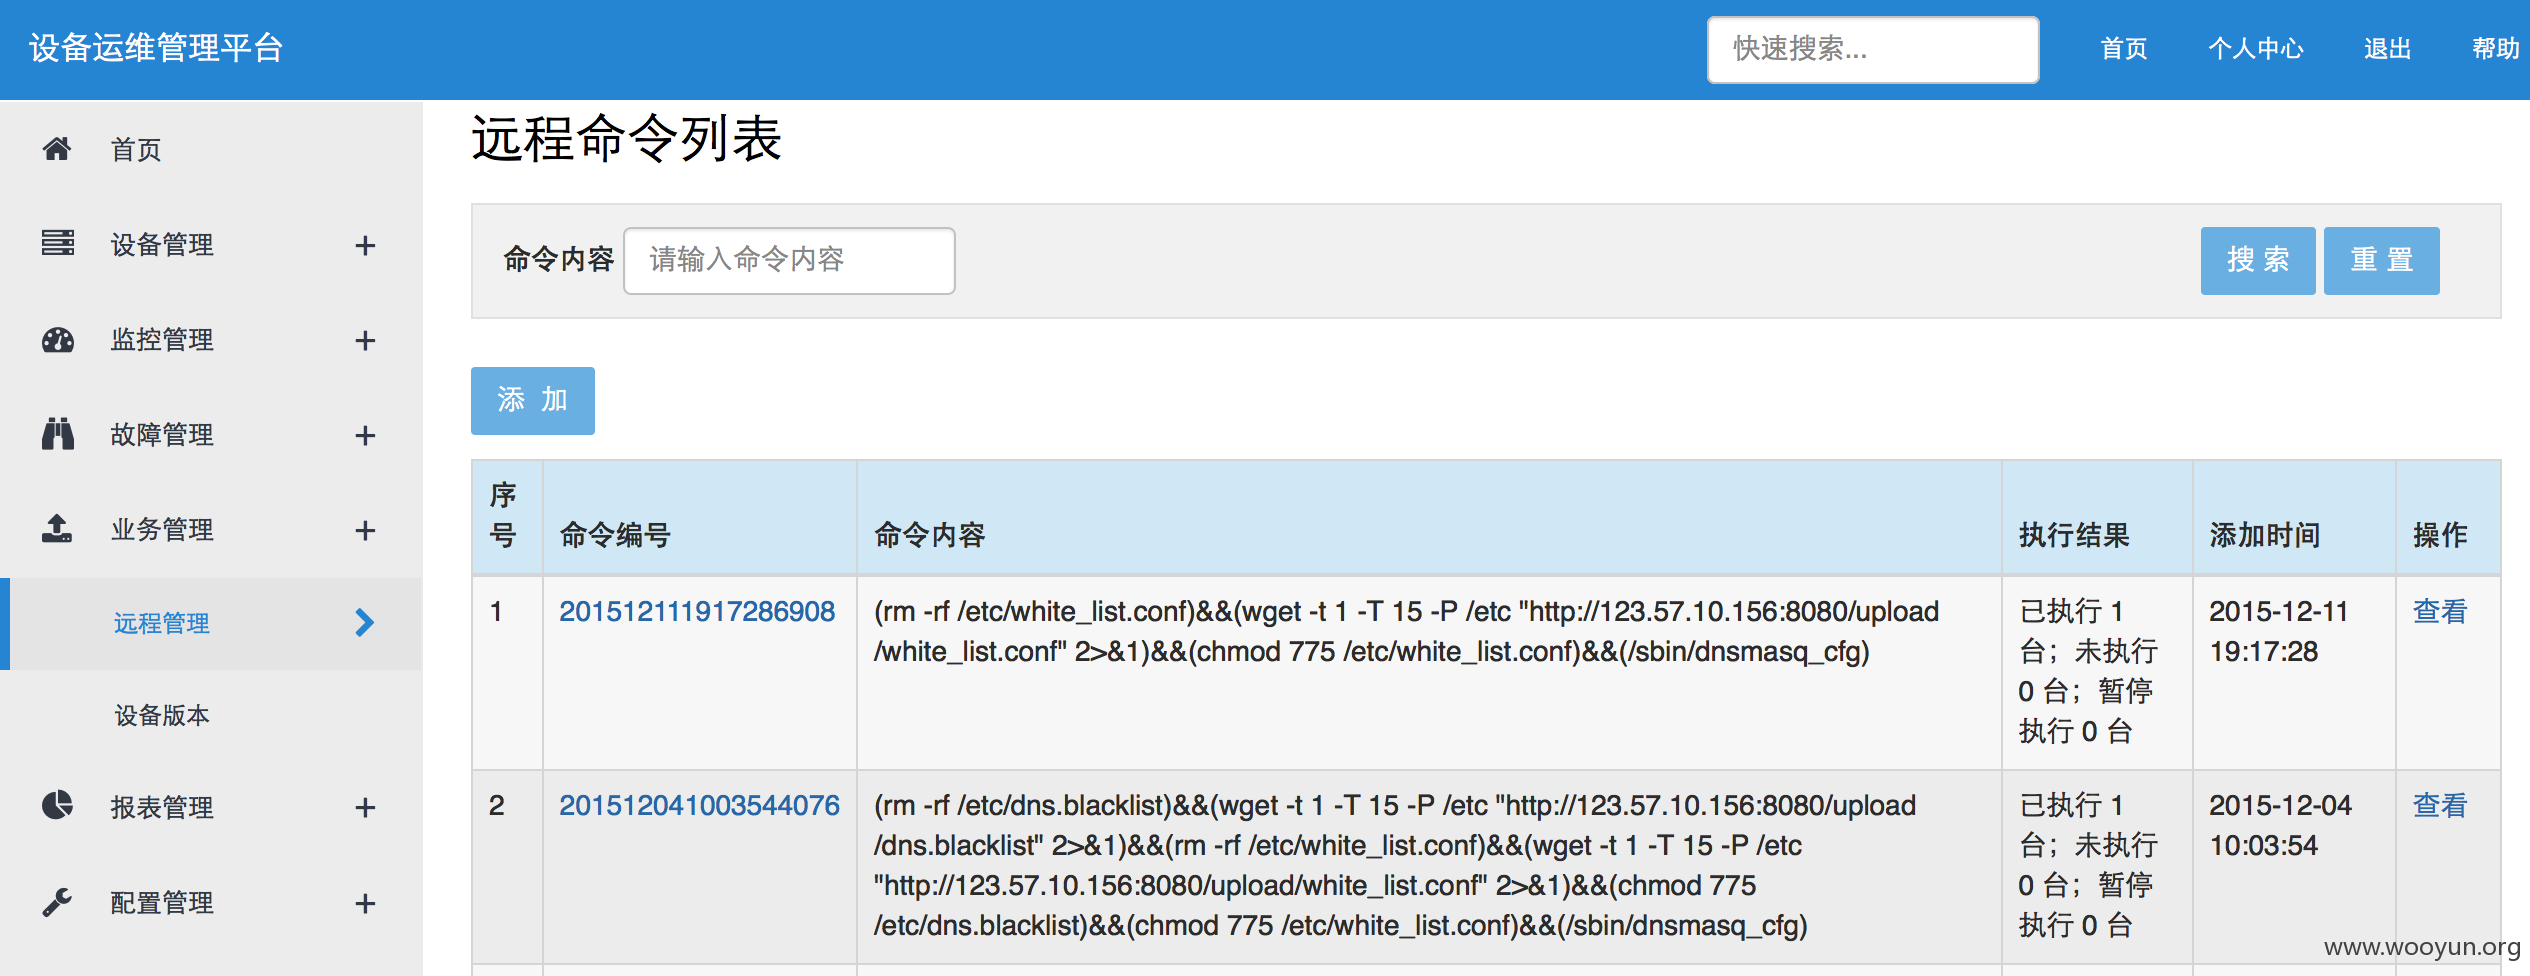 设备运维管理平台
快速搜索...
首页
个人中心
退出
帮助
首页
设备管理
监控管理
故障管理
业务管理
远程管理
设备版本
报表管理
配置管理
远程命令列表
命令内容
请输入命令内容
搜 索
重 置
添 加
序
号
命令编号
命令内容
执行结果
添加时间
操作
1
201512111917286908
(rm -rf /etc/white_list.conf)&&(wget -t 1 -T 15 -P /etc "http://123.57.10.156:8080/upload
/white_list.conf" 2>&1)&&(chmod 775 /etc/white_list.conf)&&(/sbin/dnsmasq_cfg)
已执行 1
台；未执行
0 台；暂停
执行 0 台
2015-12-11
19:17:28
查看
2
201512041003544076
(rm -rf /etc/dns.blacklist)&&(wget -t 1 -T 15 -P /etc "http://123.57.10.156:8080/upload
/dns.blacklist" 2>&1)&&(rm -rf /etc/white_list.conf)&&(wget -t 1 -T 15 -P /etc
"http://123.57.10.156:8080/upload/white_list.conf" 2>&1)&&(chmod 775
/etc/dns.blacklist)&&(chmod 775 /etc/white_list.conf)&&(/sbin/dnsmasq_cfg)
已执行 1
台；未执行
0 台；暂停
执行 0 台
2015-12-04
10:03:54
查看
www.wooyun.org